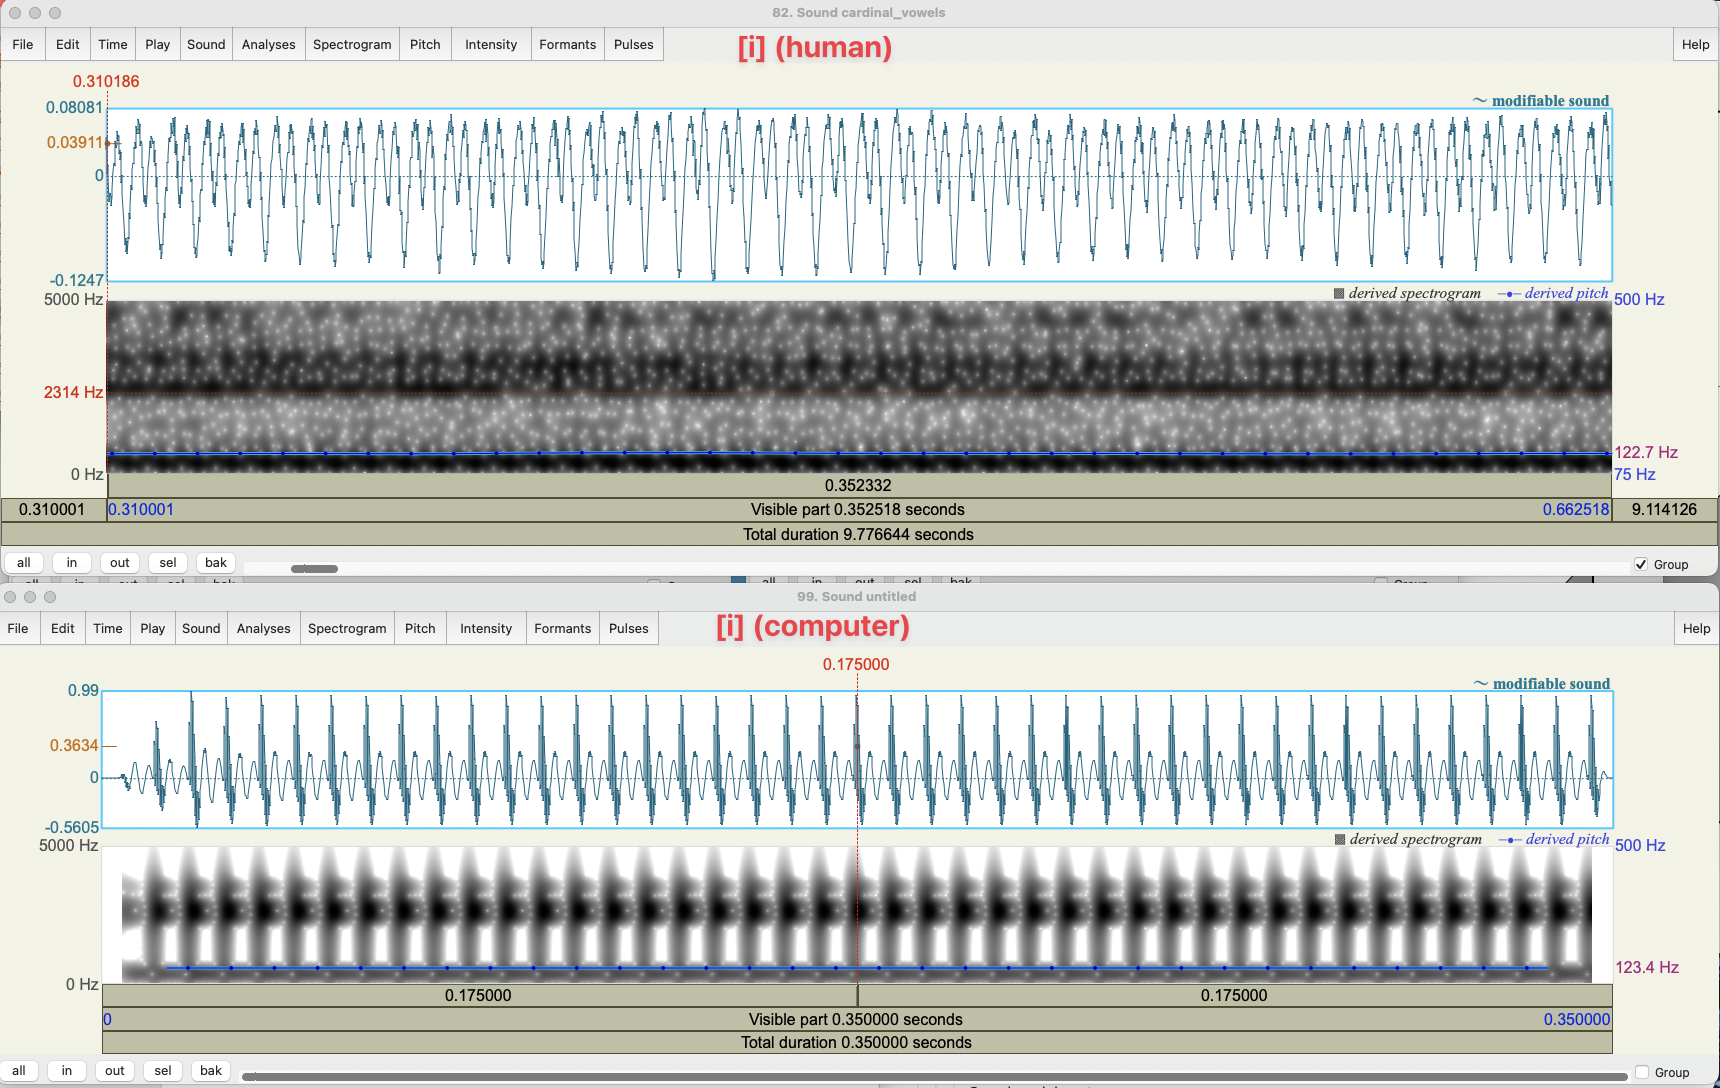 82. Sound cardinal_vowels
File Edit Time Play Sound Analyses Spectrogram Pitch Intensity Formants Pulses [i] (human) Help
0.310186
0.08081 ~ modifiable sound
0.03911
0
-0.1247
5000 Hz derived spectrogram derived pitch 500 Hz
2314 Hz
122.7 Hz
0 Hz 75 Hz
0.352332
0.310001 0.310001 Visible part 0.352518 seconds 0.662518 9.114126
Total duration 9.776644 seconds
all in out sel bak Group
all in out sel bak
99. Sound untitled
File Edit Time Play Sound Analyses Spectrogram Pitch Intensity Formants Pulses [i] (computer) Help
0.175000
0.99 ~ modifiable sound
0.3634
0
-0.5605
5000 Hz derived spectrogram derived pitch 500 Hz
123.4 Hz
0 Hz
0.175000 0.175000
0 Visible part 0.350000 seconds 0.350000
Total duration 0.350000 seconds
all in out sel bak Group